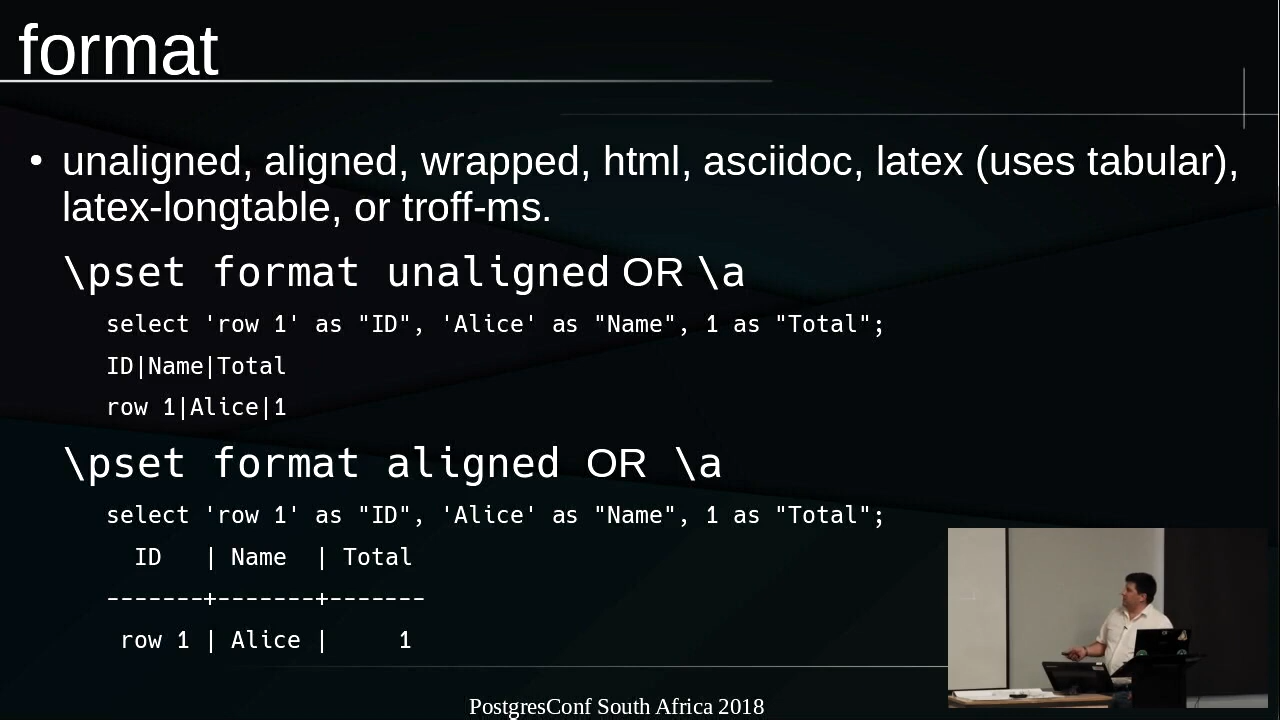 format
• unaligned, aligned, wrapped, html, asciidoc, latex (uses tabular),
latex-longtable, or troff-ms.
\pset format unaligned OR \a
select 'row 1' as "ID", 'Alice' as "Name", 1 as "Total";
ID|Name|Total
row 1|Alice|1
\pset format aligned OR \a
select 'row 1' as "ID", 'Alice' as "Name", 1 as "Total";
ID | Name | Total
-------+-------+-------
row 1 | Alice | 1
PostgresConf South Africa 2018